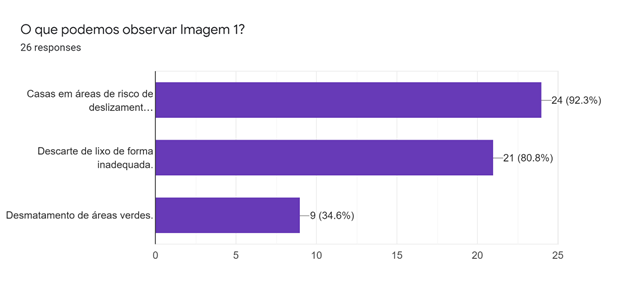 O que podemos observar Imagem 1?
26 responses
Casas em áreas de risco de
deslizament…
24 (92.3%)
Descarte de lixo de forma
inadequada.
21 (80.8%)
Desmatamento de áreas verdes.
9 (34.6%)
0 5 10 15 20 25